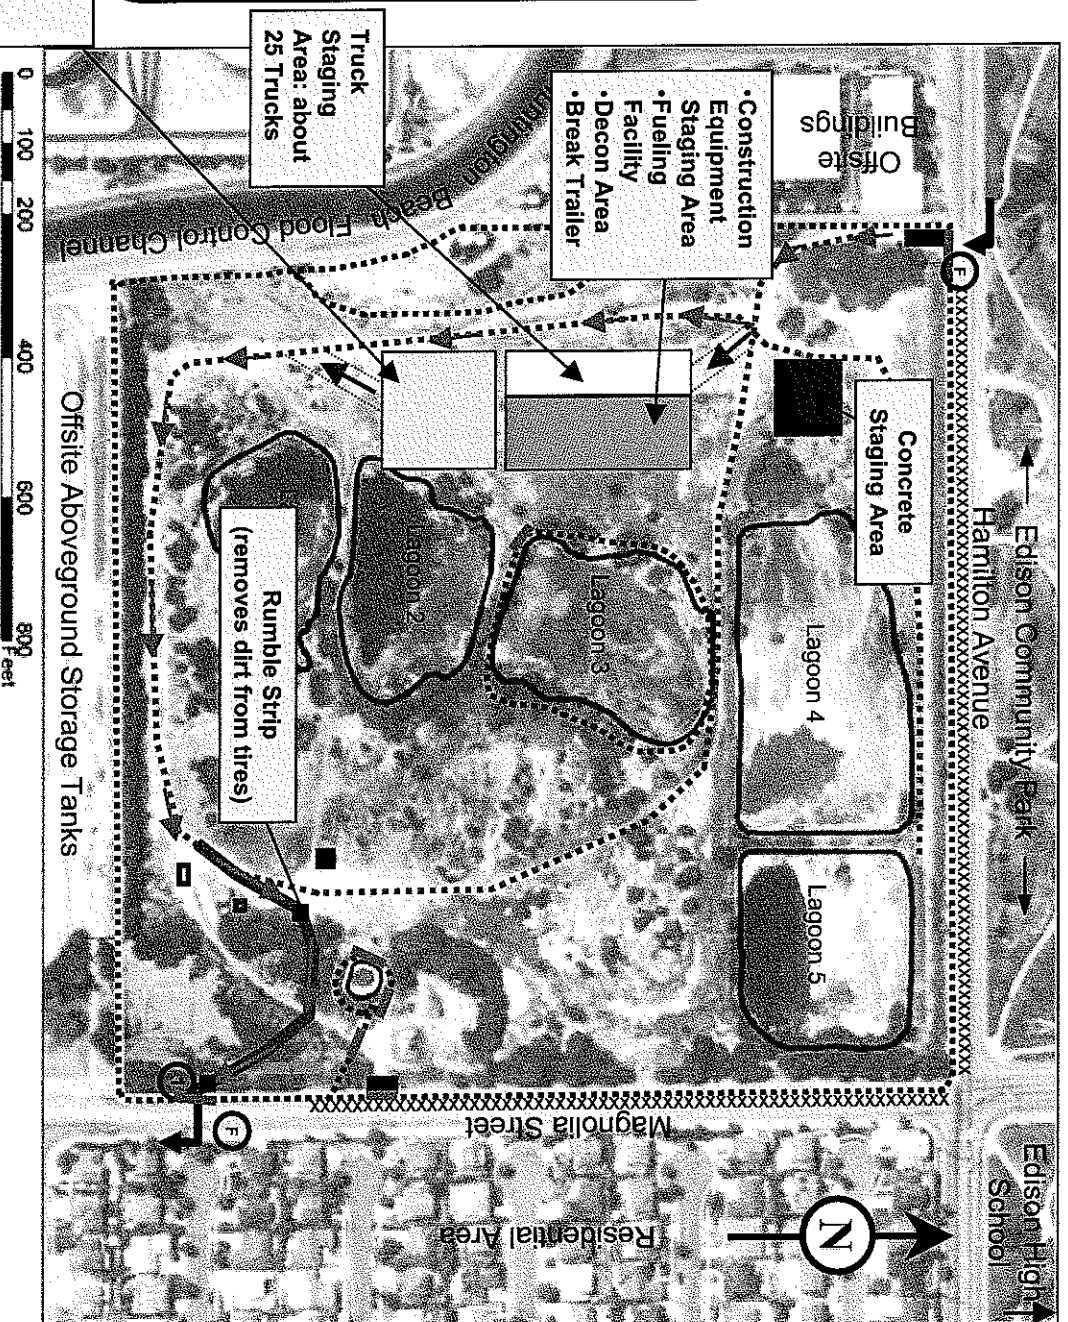 Edison High
School
← Edison Community Park →
Hamilton Avenue
Offsite
Buildings
F
Concrete
Staging Area
•Construction
Equipment
Staging Area
•Fueling
Facility
•Decon Area
•Break Trailer
Truck
Staging
Area: about
25 Trucks
Beach Flood Control Channel
Lagoon 4
Lagoon 5
Lagoon 3
Lagoon 2
Rumble Strip
(removes dirt from tires)
Magnolia Street
F
Residential Area
N
Offsite Aboveground Storage Tanks
0 100 200 400 600 800
Feet